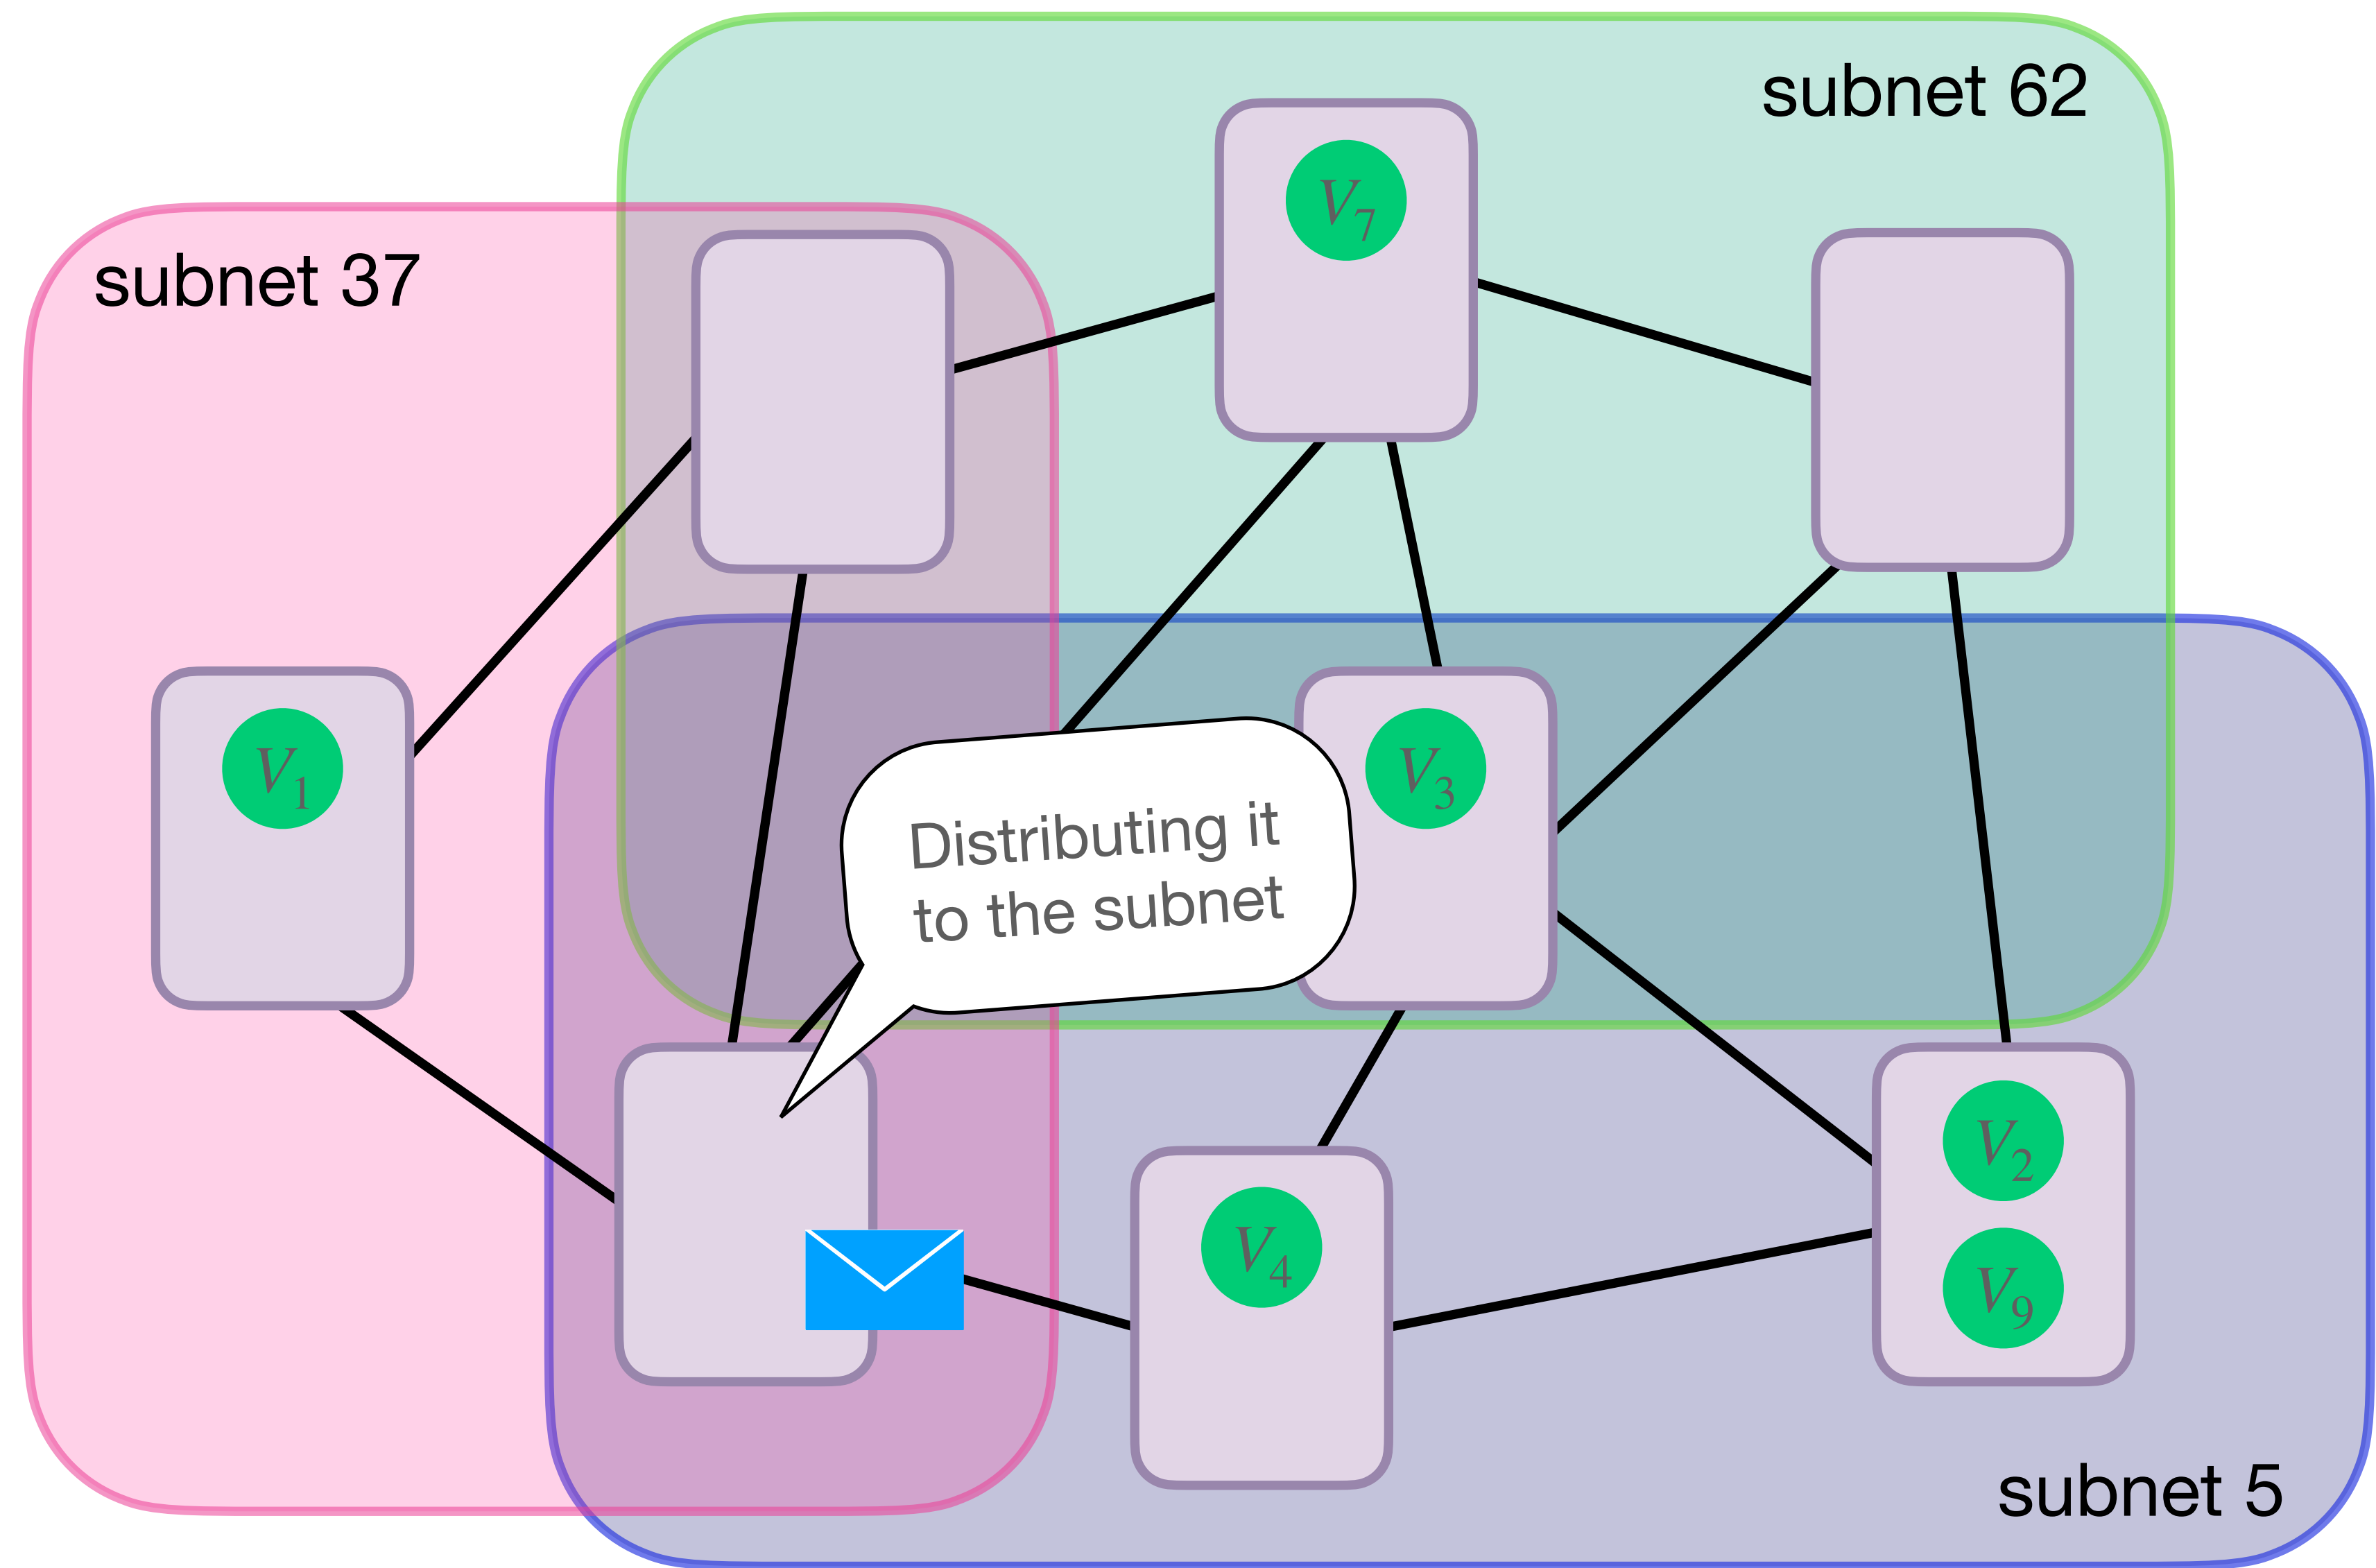 subnet 62
V7
subnet 37
V1
V3
Distributing it
to the subnet
V2
V4
V9
subnet 5